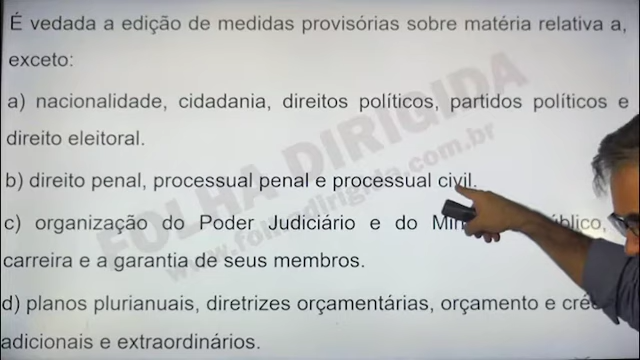 É vedada a edição de medidas provisórias sobre matéria relativa a,
exceto:
a) nacionalidade, cidadania, direitos políticos, partidos políticos e
direito eleitoral.
b) direito penal, processual penal e processual civil.
c) organização do Poder Judiciário e do
carreira e a garantia de seus membros.
d) planos plurianuais, diretrizes orçamentárias, orçamento e
adicionais e extraordinários.
FOLHA DIRIGIDA
www.folhadirigida.com.br